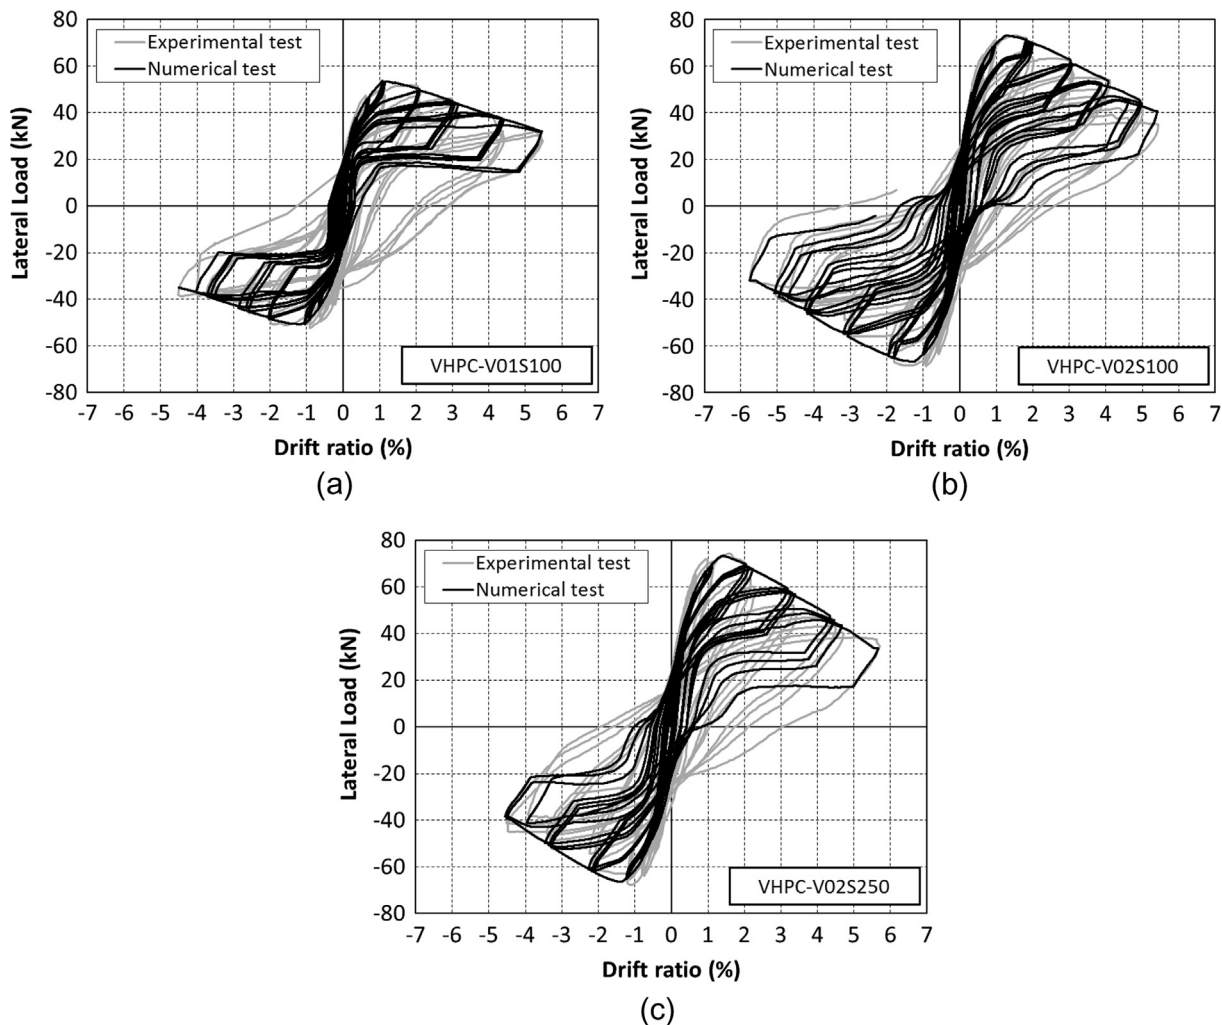 80
60
40
20
0
-20
-40
-60
-80
Lateral Load (kN)
Experimental test
Numerical test
VHPC-V01S100
-7 -6 -5 -4 -3 -2 -1 0 1 2 3 4 5 6 7
Drift ratio (%)
(a)
80
60
40
20
0
-20
-40
-60
-80
Lateral Load (kN)
Experimental test
Numerical test
VHPC-V02S100
-7 -6 -5 -4 -3 -2 -1 0 1 2 3 4 5 6 7
Drift ratio (%)
(b)
80
60
40
20
0
-20
-40
-60
-80
Lateral Load (kN)
Experimental test
Numerical test
VHPC-V02S250
-7 -6 -5 -4 -3 -2 -1 0 1 2 3 4 5 6 7
Drift ratio (%)
(c)